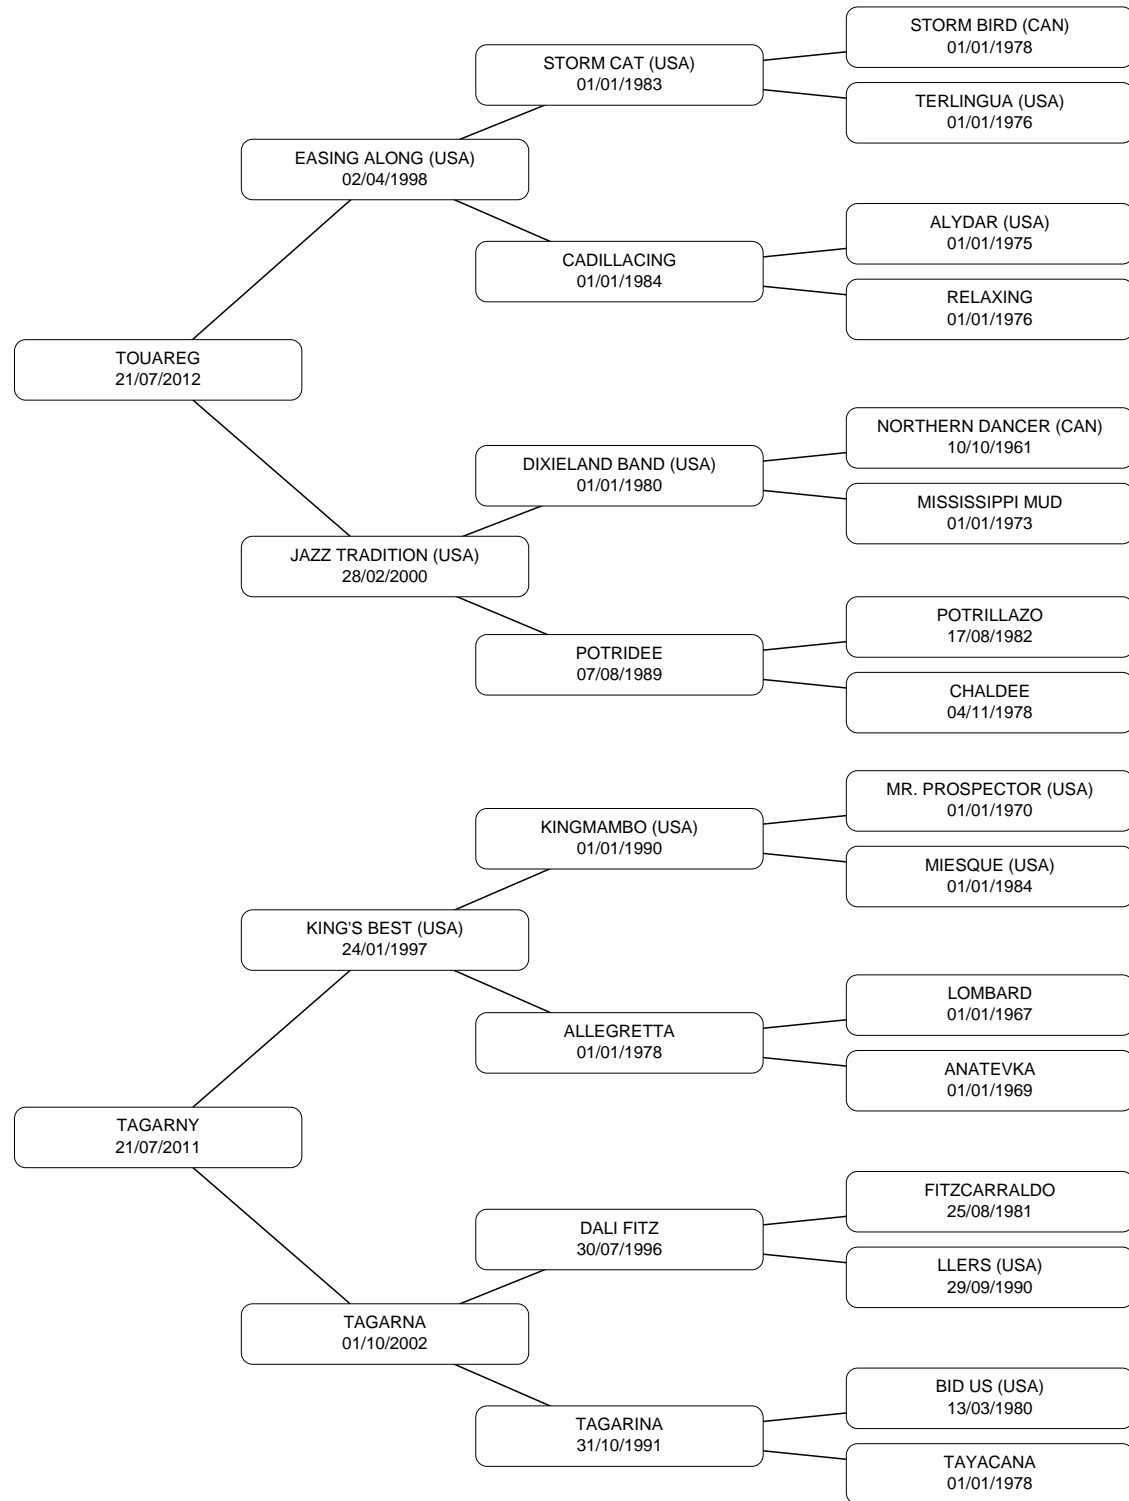 STORM BIRD (CAN)
01/01/1978
STORM CAT (USA)
01/01/1983
TERLINGUA (USA)
01/01/1976
EASING ALONG (USA)
02/04/1998
ALYDAR (USA)
01/01/1975
CADILLACING
01/01/1984
RELAXING
01/01/1976
TOUAREG
21/07/2012
NORTHERN DANCER (CAN)
10/10/1961
DIXIELAND BAND (USA)
01/01/1980
MISSISSIPPI MUD
01/01/1973
JAZZ TRADITION (USA)
28/02/2000
POTRILLAZO
17/08/1982
POTRIDEE
07/08/1989
CHALDEE
04/11/1978
MR. PROSPECTOR (USA)
01/01/1970
KINGMAMBO (USA)
01/01/1990
MIESQUE (USA)
01/01/1984
KING'S BEST (USA)
24/01/1997
LOMBARD
01/01/1967
ALLEGRETTA
01/01/1978
ANATEVKA
01/01/1969
TAGARNY
21/07/2011
FITZCARRALDO
25/08/1981
DALI FITZ
30/07/1996
LLERS (USA)
29/09/1990
TAGARNA
01/10/2002
BID US (USA)
13/03/1980
TAGARINA
31/10/1991
TAYACANA
01/01/1978